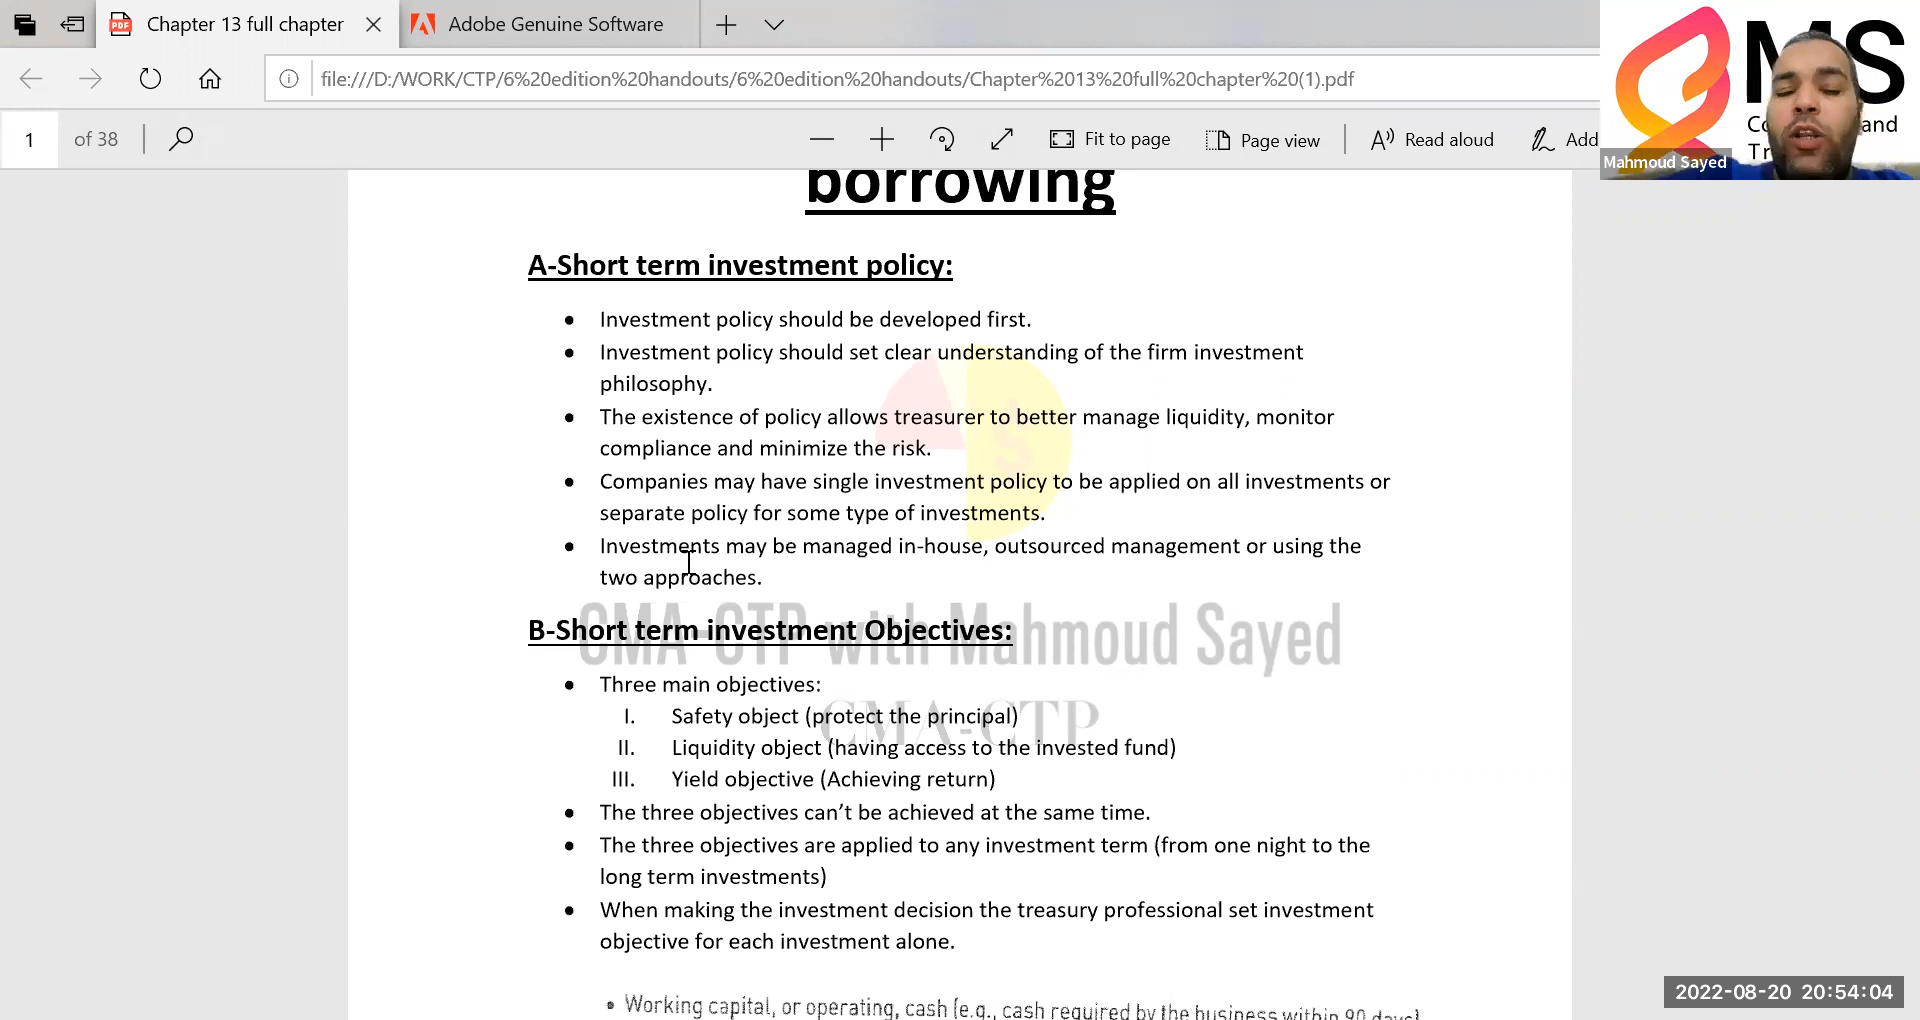 Chapter 13 full chapter
Adobe Genuine Software
file:///D:/WORK/CTP/6%20edition%20handouts/6%20edition%20handouts/Chapter%2013%20full%20chapter%20(1).pdf
1 of 38
Fit to page
Page view
Read aloud
Add
MS
and
Mahmoud Sayed
borrowing
A-Short term investment policy:
• Investment policy should be developed first.
• Investment policy should set clear understanding of the firm investment
philosophy.
• The existence of policy allows treasurer to better manage liquidity, monitor
compliance and minimize the risk.
• Companies may have single investment policy to be applied on all investments or
separate policy for some type of investments.
• Investments may be managed in-house, outsourced management or using the
two approaches.
CMA-CTP with Mahmoud Sayed
B-Short term investment Objectives:
• Three main objectives:
I. Safety object (protect the principal)
CMA-CTP
II. Liquidity object (having access to the invested fund)
III. Yield objective (Achieving return)
• The three objectives can’t be achieved at the same time.
• The three objectives are applied to any investment term (from one night to the
long term investments)
• When making the investment decision the treasury professional set investment
objective for each investment alone.
• Working capital, or operating, cash (e.g., cash required by the business within 90 days)
2022-08-20 20:54:04